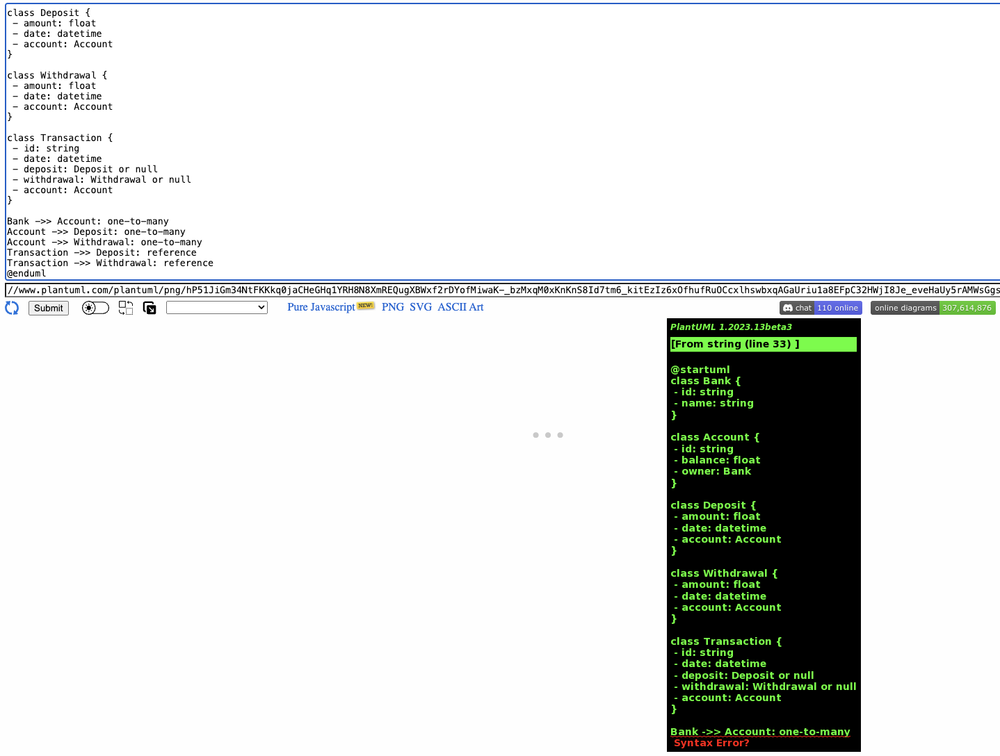 class Deposit {
 - amount: float
 - date: datetime
 - account: Account
}
class Withdrawal {
 - amount: float
 - date: datetime
 - account: Account
}
class Transaction {
 - id: string
 - date: datetime
 - deposit: Deposit or null
 - withdrawal: Withdrawal or null
 - account: Account
}
Bank ->> Account: one-to-many
Account ->> Deposit: one-to-many
Account ->> Withdrawal: one-to-many
Transaction ->> Deposit: reference
Transaction ->> Withdrawal: reference
@enduml
//www.plantuml.com/plantuml/png/hP51JiGm34NtFKKkq0jaCHeGHq1YRH8N8XmREQugXBWxf2rDYofMiwaK-_bzMxqM0xKnKnS8Id7tm6_kitEzIz6xOfhufRuOCcxlhswbxqAGaUriu1a8EFpC32HWjI8Je_eveHaUy5rAMWsGgs
Submit
Pure Javascript NEW! PNG SVG ASCII Art
chat 110 online
online diagrams 307,614,876
PlantUML 1.2023.13beta3
[From string (line 33) ]
@startuml
class Bank {
 - id: string
 - name: string
}
class Account {
 - id: string
 - balance: float
 - owner: Bank
}
class Deposit {
 - amount: float
 - date: datetime
 - account: Account
}
class Withdrawal {
 - amount: float
 - date: datetime
 - account: Account
}
class Transaction {
 - id: string
 - date: datetime
 - deposit: Deposit or null
 - withdrawal: Withdrawal or null
 - account: Account
}
Bank ->> Account: one-to-many
Syntax Error?